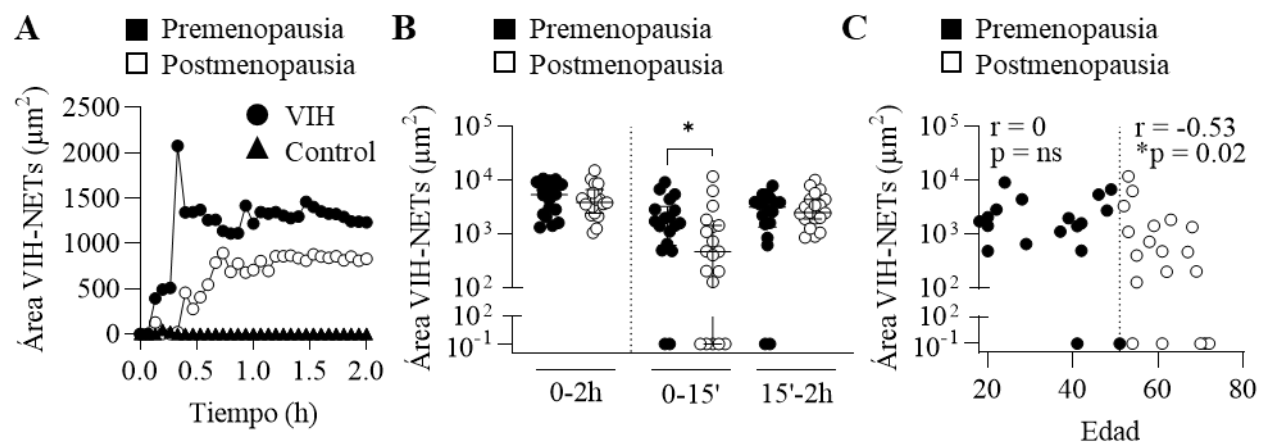 A
Premenopausia
Postmenopausia
Área VIH-NETs (µm²)
2500
2000
1500
1000
500
0
VIH
Control
0.0 0.5 1.0 1.5 2.0
Tiempo (h)
B
Premenopausia
Postmenopausia
Área VIH-NETs (µm²)
10⁵
10⁴
10³
10²
10²
10⁻¹
*
0-2h 0-15' 15'-2h
C
Premenopausia
Postmenopausia
Área VIH-NETs (µm²)
10⁵
10⁴
10³
10²
10²
10⁻¹
r = 0
p = ns
r = -0.53
*p = 0.02
20 40 60 80
Edad